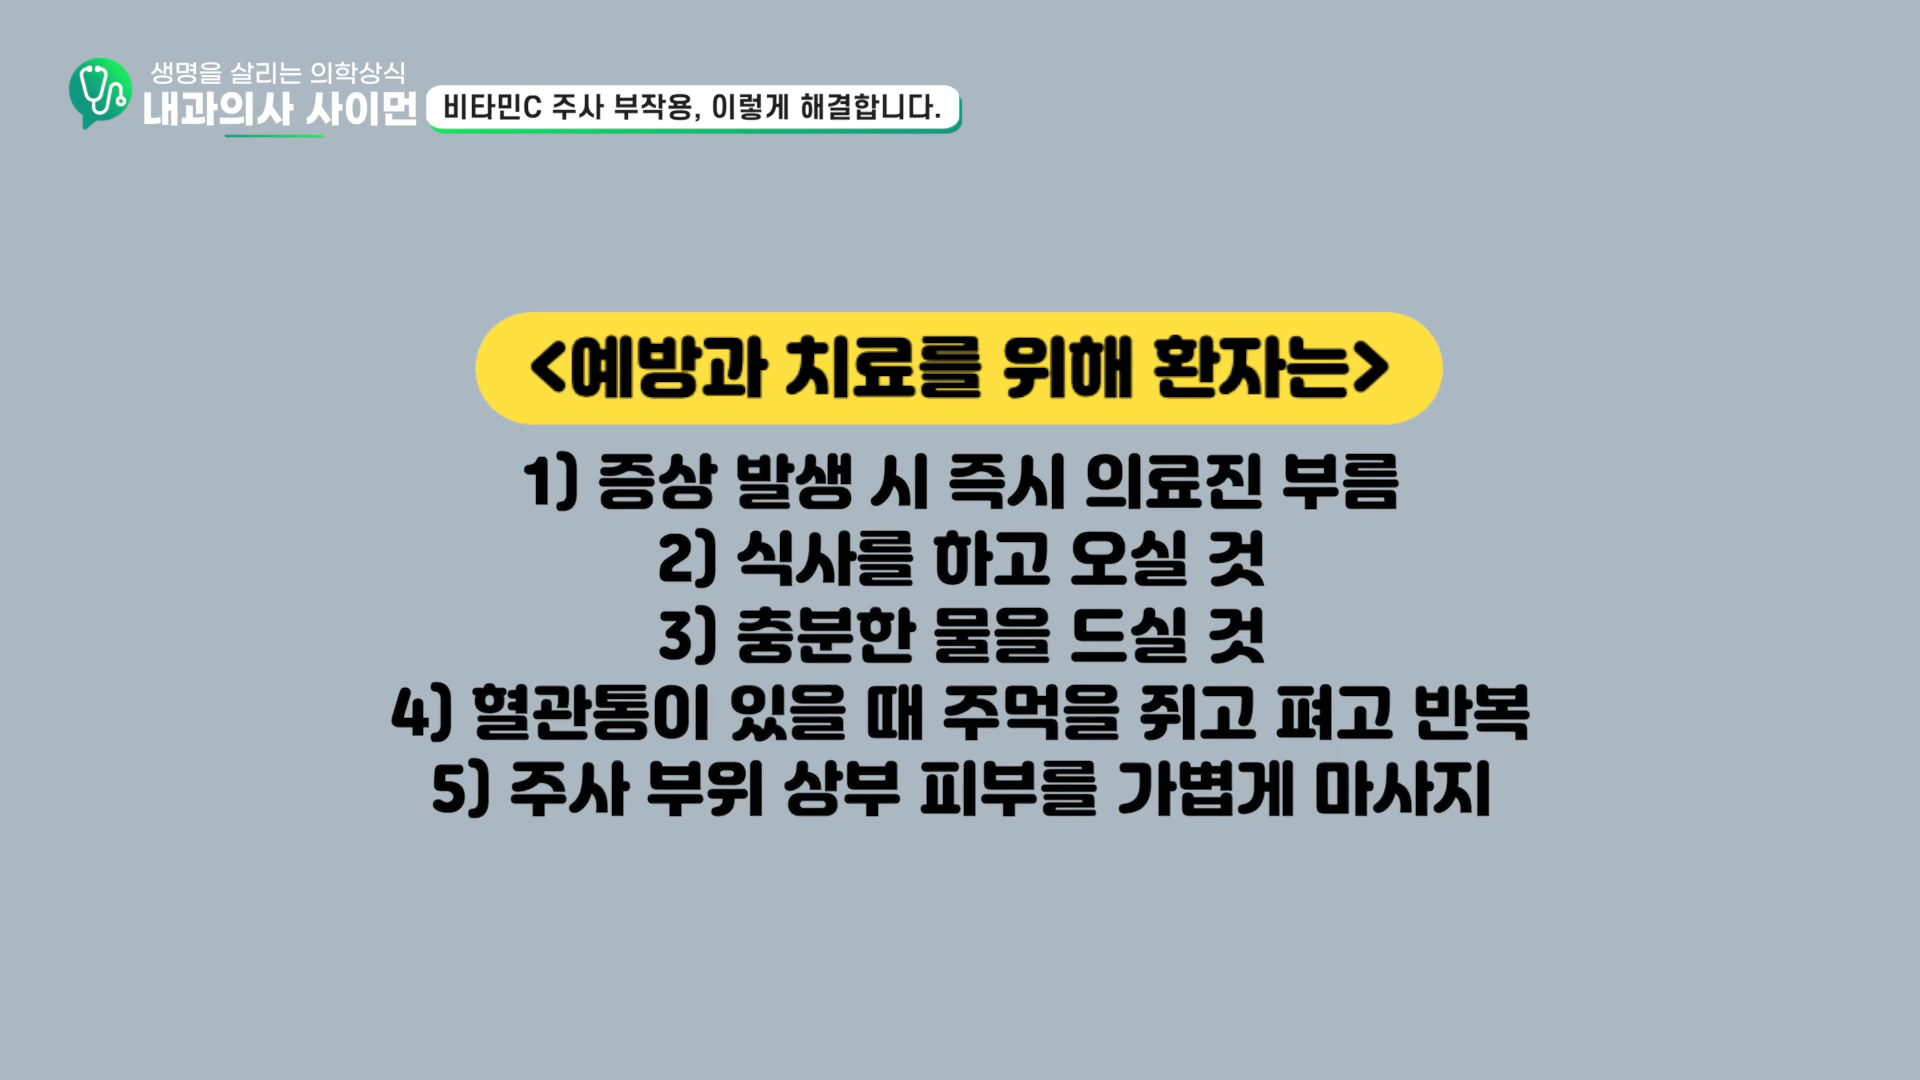 생명을 살리는 의학상식
내과의사 사이먼
비타민C 주사 부작용, 이렇게 해결합니다.
<예방과 치료를 위해 환자는>
1) 증상 발생 시 즉시 의료진 부름
2) 식사를 하고 오실 것
3) 충분한 물을 드실 것
4) 혈관통이 있을 때 주먹을 쥐고 펴고 반복
5) 주사 부위 상부 피부를 가볍게 마사지